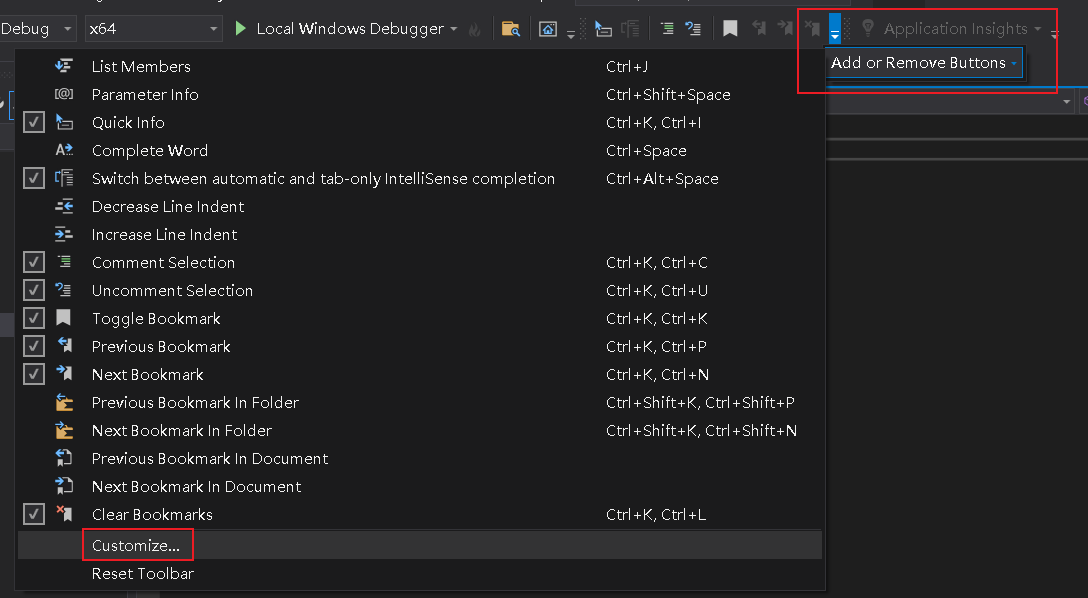 Debug x64 Local Windows Debugger Application Insights
Add or Remove Buttons
List Members Ctrl+J
Parameter Info Ctrl+Shift+Space
Quick Info Ctrl+K, Ctrl+I
Complete Word Ctrl+Space
Switch between automatic and tab-only IntelliSense completion Ctrl+Alt+Space
Decrease Line Indent
Increase Line Indent
Comment Selection Ctrl+K, Ctrl+C
Uncomment Selection Ctrl+K, Ctrl+U
Toggle Bookmark Ctrl+K, Ctrl+K
Previous Bookmark Ctrl+K, Ctrl+P
Next Bookmark Ctrl+K, Ctrl+N
Previous Bookmark In Folder Ctrl+Shift+K, Ctrl+Shift+P
Next Bookmark In Folder Ctrl+Shift+K, Ctrl+Shift+N
Previous Bookmark In Document
Next Bookmark In Document
Clear Bookmarks Ctrl+K, Ctrl+L
Customize...
Reset Toolbar